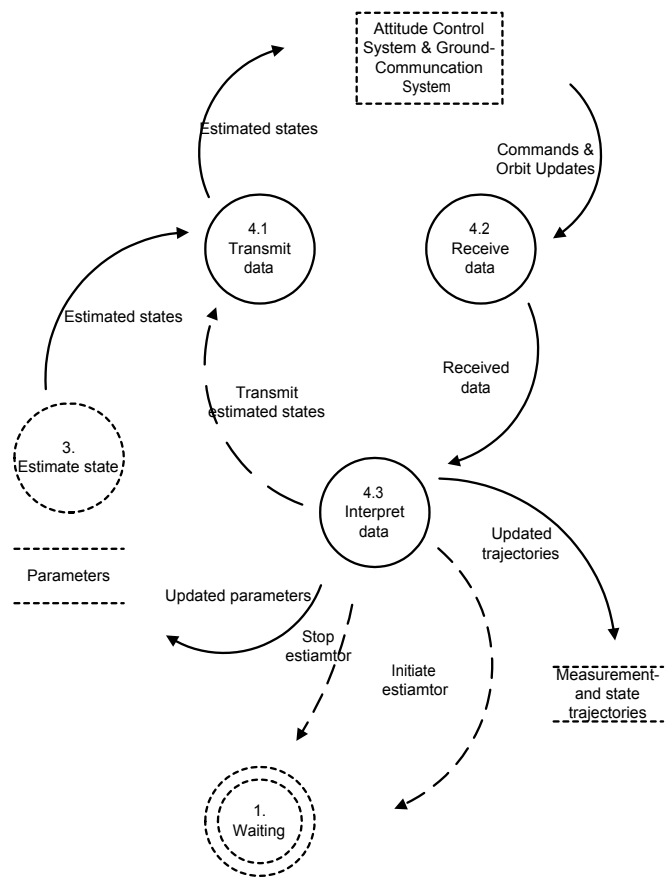 Attitude Control
System & Ground-
Communcation
System
Estimated states
Commands &
Orbit Updates
4.1
Transmit
data
4.2
Receive
data
Estimated states
Received
data
Transmit
estimated states
3.
Estimate state
4.3
Interpret
data
Updated
trajectories
Parameters
Updated parameters
Stop
estiamtor
Initiate
estiamtor
Measurement-
and state
trajectories
1.
Waiting